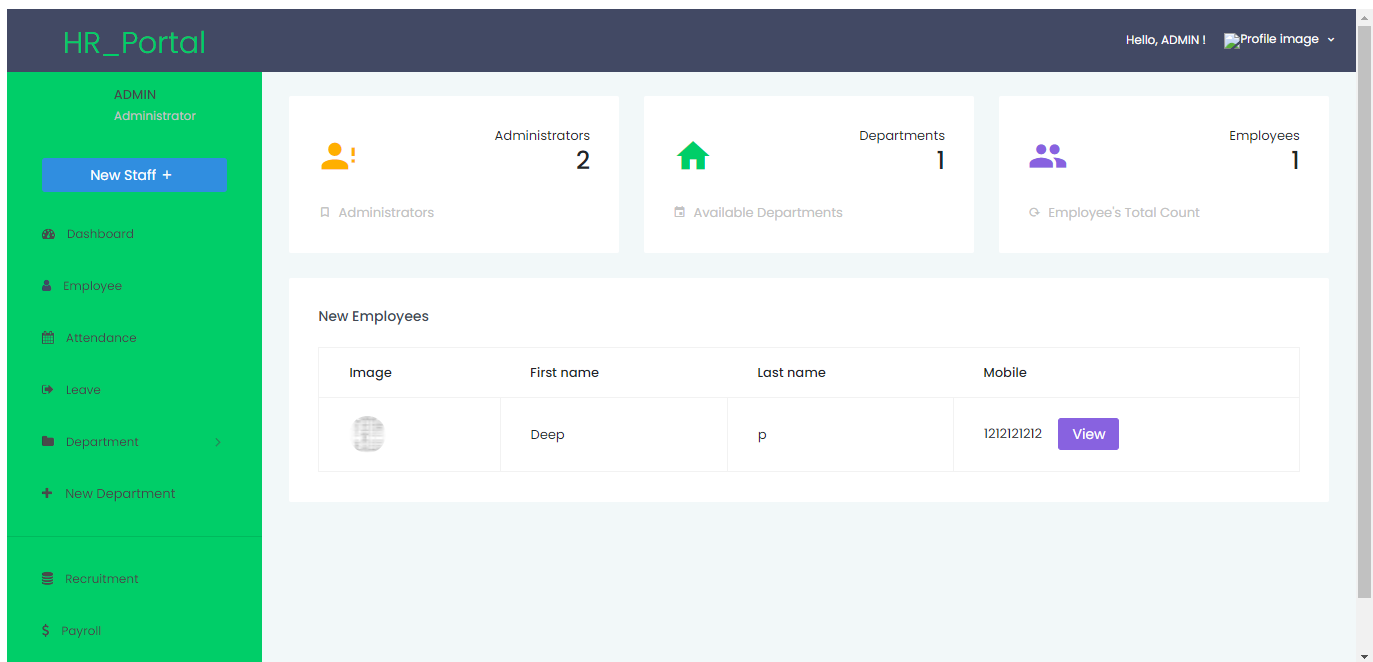 HR_Portal
Hello, ADMIN !
Profile image
ADMIN
Administrator
New Staff +
Dashboard
Employee
Attendance
Leave
Department
New Department
Recruitment
$ Payroll
Administrators
2
Administrators
Departments
1
Available Departments
Employees
1
Employee's Total Count
New Employees
Image First name Last name Mobile
Deep p 1212121212 View